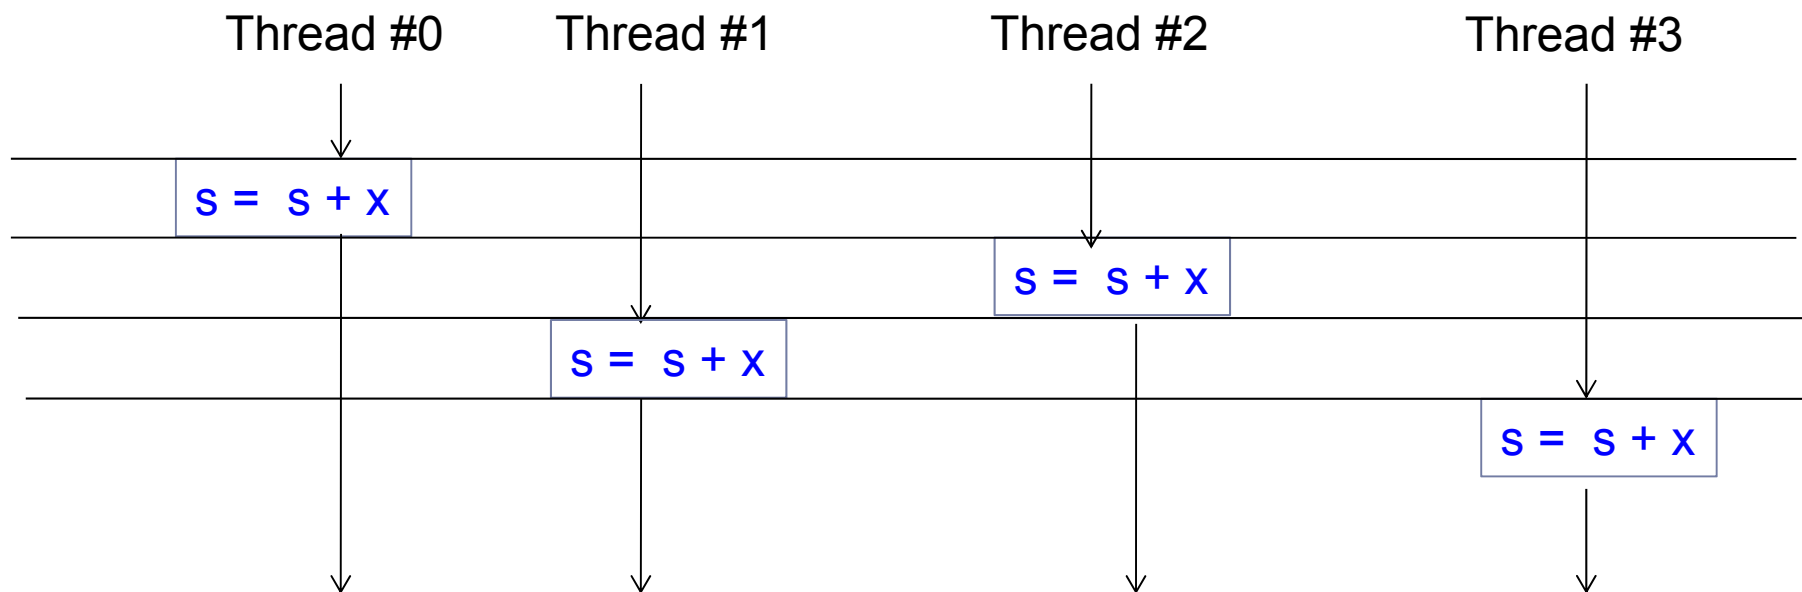 Thread #0 Thread #1 Thread #2 Thread #3
s = s + x
s = s + x
s = s + x
s = s + x